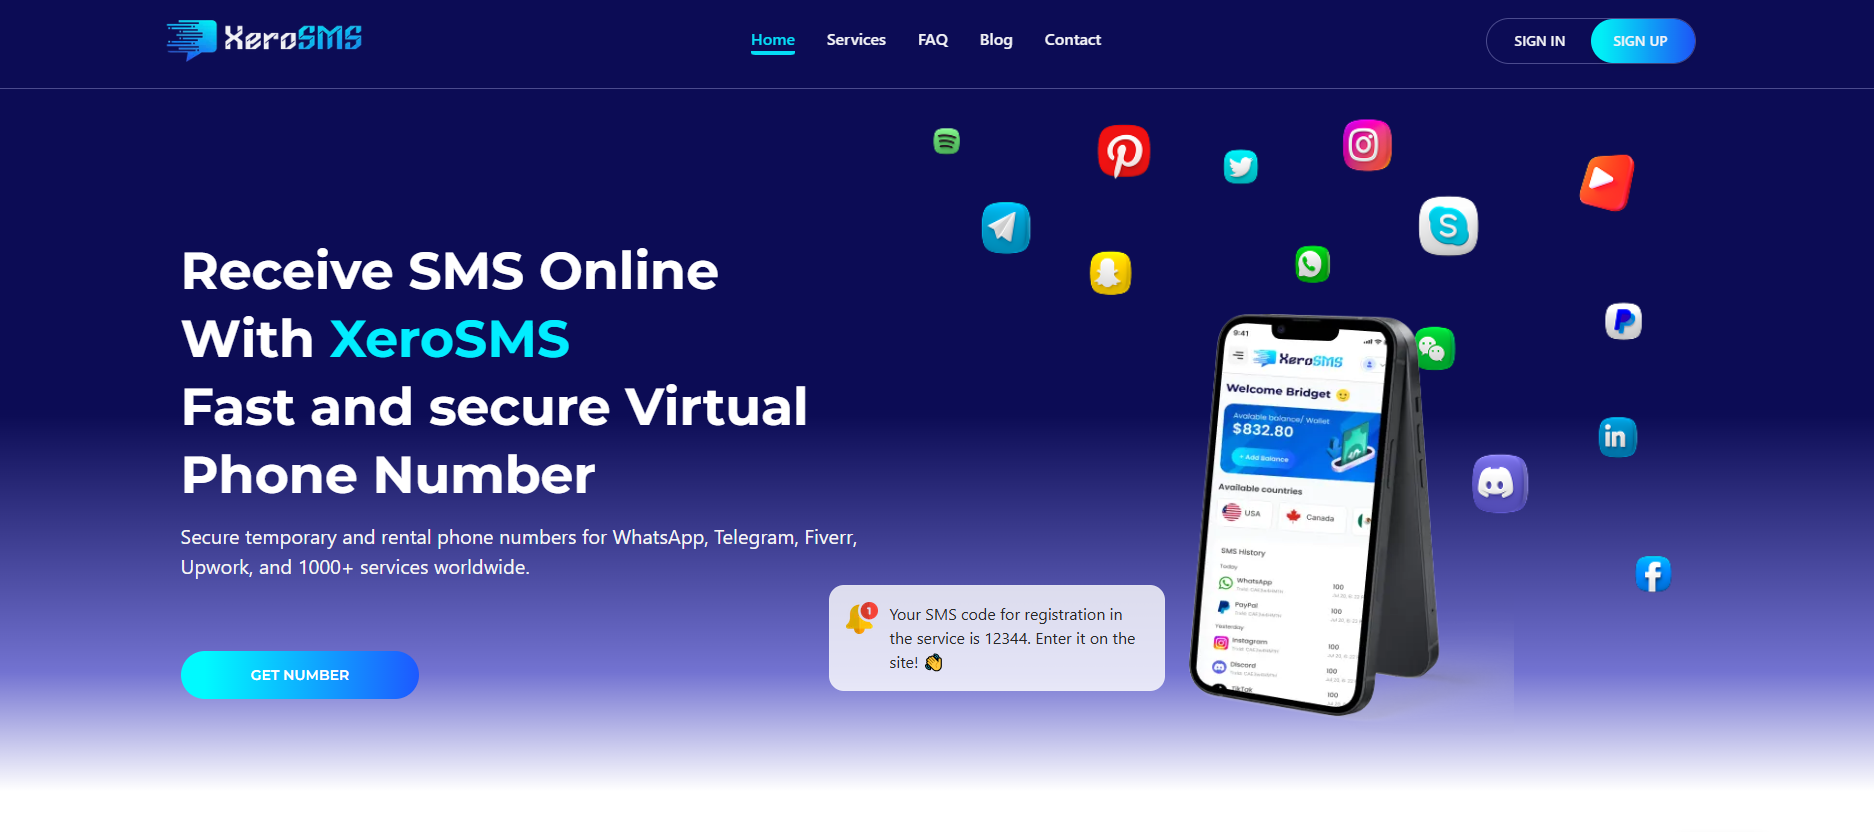 XeroSMS
Home Services FAQ Blog Contact
SIGN IN SIGN UP
Receive SMS Online
With XeroSMS
Fast and secure Virtual
Phone Number
Secure temporary and rental phone numbers for WhatsApp, Telegram, Fiverr,
Upwork, and 1000+ services worldwide.
GET NUMBER
1
Your SMS code for registration in
the service is 12344. Enter it on the
site!
9:41
XeroSMS
Welcome Bridget
Available balance/ Wallet
$832.80
+ Add Balance
Available countries
USA Canada
SMS History
Today
WhatsApp 100
PayPal 100
Yesterday
Instagram 100
Discord 100
TikTok 100
in